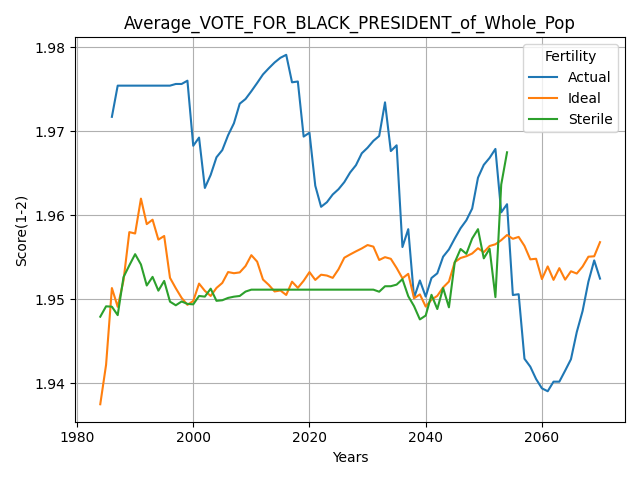 Average_VOTE_FOR_BLACK_PRESIDENT_of_Whole_Pop
Fertility
Actual
Ideal
Sterile
Score(1-2)
1.98
1.97
1.96
1.95
1.94
1980
2000
2020
2040
2060
Years